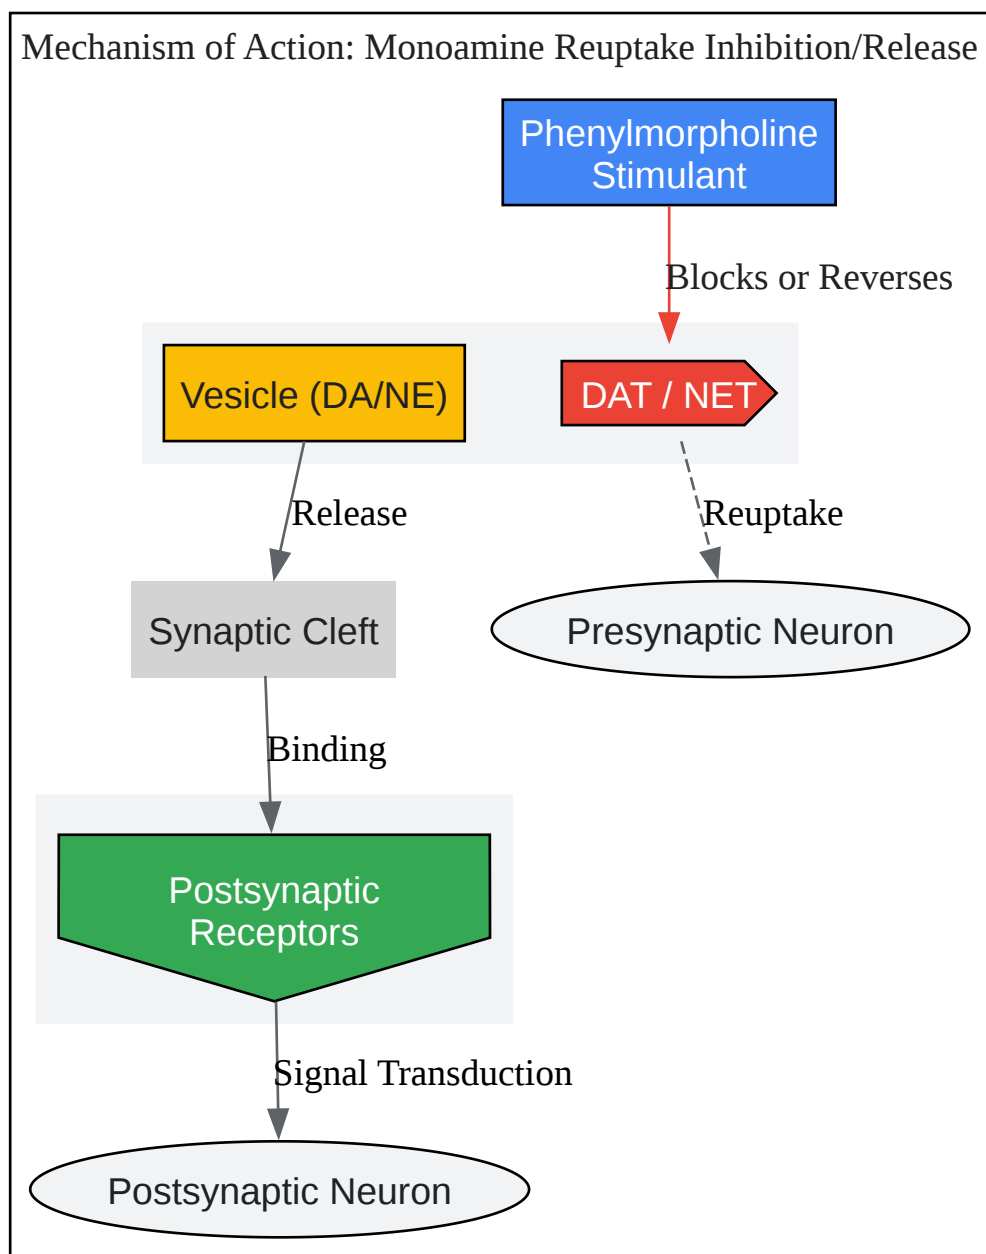 Mechanism of Action: Monoamine Reuptake Inhibition/Release
Phenylmorpholine
Stimulant
Blocks or Reverses
Vesicle (DA/NE)
DAT / NET
Release
Reuptake
Synaptic Cleft
Presynaptic Neuron
Binding
Postsynaptic
Receptors
Signal Transduction
Postsynaptic Neuron